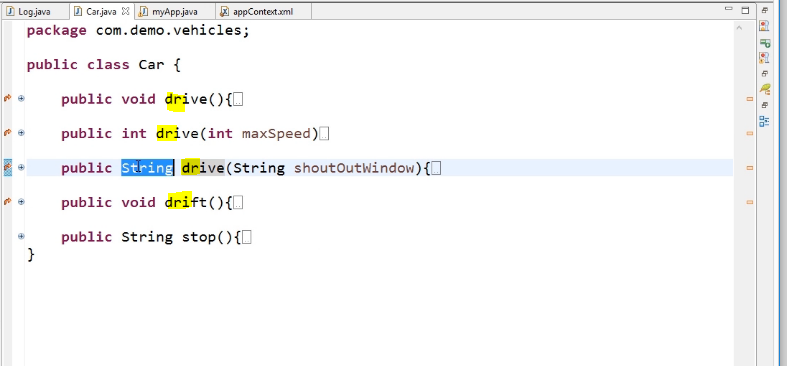 Log.java Car.java myApp.java appContext.xml
package com.demo.vehicles;
public class Car {
public void drive(){
public int drive(int maxSpeed)
public String drive(String shoutOutWindow){
public void drift(){
public String stop(){
}